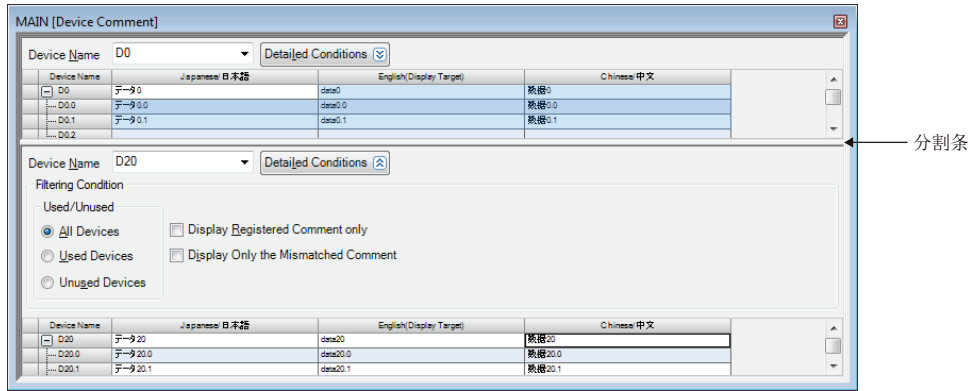 MAIN [Device Comment]
Device Name D0 Detailed Conditions
Device Name Japanese/日本語 English(Display Target) Chinese/中文
D0 データ0 data0 数据0
D0.0 データ0.0 data0.0 数据0.0
D0.1 データ0.1 data0.1 数据0.1
D0.2
分割条
Device Name D20 Detailed Conditions
Filtering Condition
Used/Unused
All Devices Display Registered Comment only
Used Devices Display Only the Mismatched Comment
Unused Devices
Device Name Japanese/日本語 English(Display Target) Chinese/中文
D20 データ20 data20 数据20
D20.0 データ20.0 data20.0 数据20.0
D20.1 データ20.1 data20.1 数据20.1